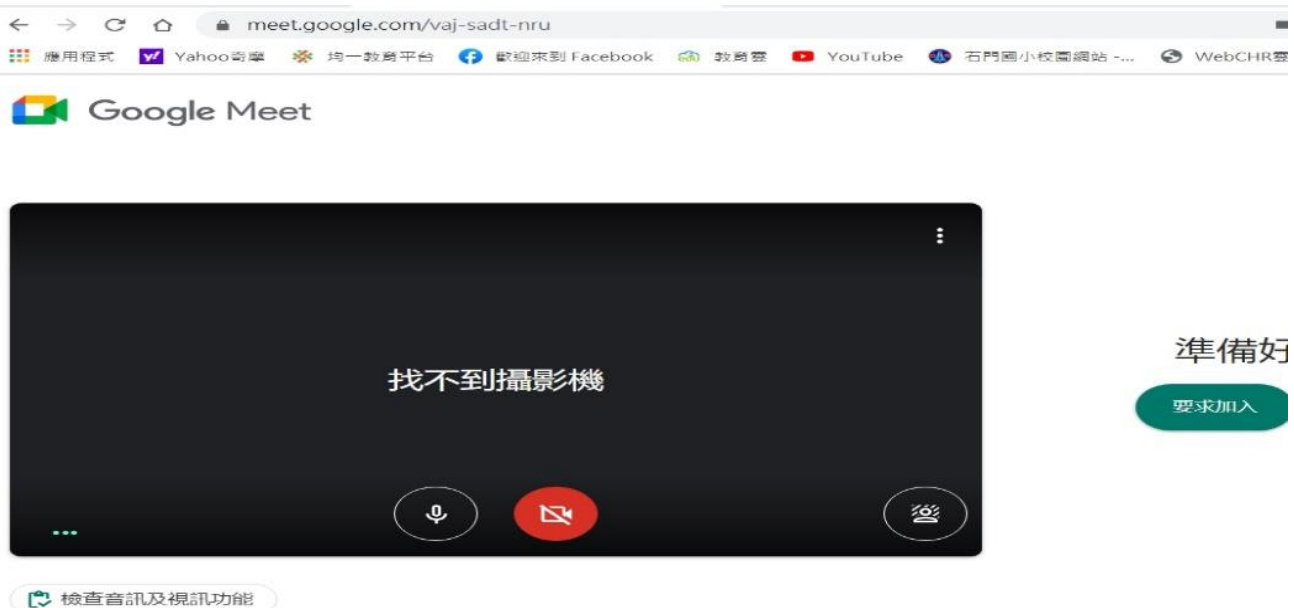 meet.google.com/vaj-sadt-nru
應用程式 Yahoo奇摩 均一教育平台 歡迎來到 Facebook 教育雲 YouTube 石門國小校園網站 -... WebCHR
Google Meet
找不到攝影機
準備好
要求加入
檢查音訊及視訊功能